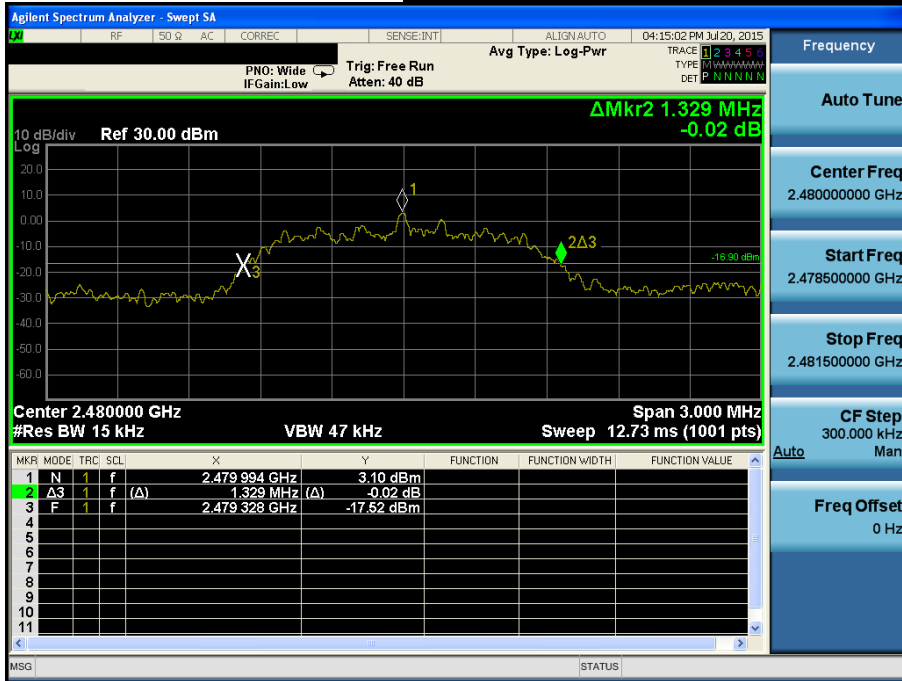 Agilent Spectrum Analyzer - Swept SA
LXI RF 50 Ω AC CORREC SENSE:INT ALIGNAUTO 04:15:02 PM Jul 20, 2015
Avg Type: Log-Pwr TRACE 1 2 3 4 5 6
PNO: Wide Trig: Free Run TYPE M W W W W W
IFGain:Low Atten: 40 dB DET P N N N N N
ΔMkr2 1.329 MHz
10 dB/div Ref 30.00 dBm -0.02 dB
Log
20.0
10.0
1
0.00
2Δ3
-10.0
-16.90 dBm
3
-20.0
-30.0
-40.0
-50.0
-60.0
Center 2.480000 GHz Span 3.000 MHz
#Res BW 15 kHz VBW 47 kHz Sweep 12.73 ms (1001 pts)
MKR MODE TRC SCL X Y FUNCTION FUNCTION WIDTH FUNCTION VALUE
1 N 1 f 2.479 994 GHz 3.10 dBm
2 Δ3 1 f (Δ) 1.329 MHz (Δ) -0.02 dB
3 F 1 f 2.479 328 GHz -17.52 dBm
4
5
6
7
8
9
10
11
MSG STATUS
Frequency
Auto Tune
Center Freq
2.480000000 GHz
Start Freq
2.478500000 GHz
Stop Freq
2.481500000 GHz
CF Step
300.000 kHz
Auto Man
Freq Offset
0 Hz